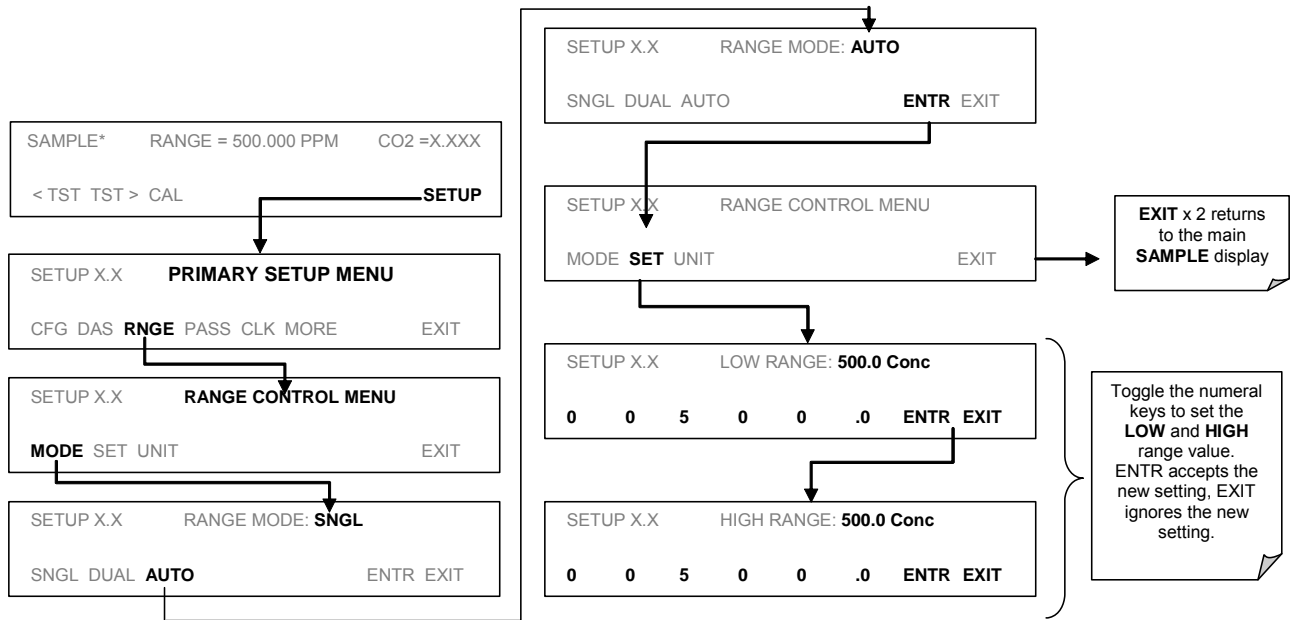 SAMPLE* RANGE = 500.000 PPM CO2 =X.XXX
< TST TST > CAL SETUP
SETUP X.X PRIMARY SETUP MENU
CFG DAS RNGE PASS CLK MORE EXIT
SETUP X.X RANGE CONTROL MENU
MODE SET UNIT EXIT
SETUP X.X RANGE MODE: SNGL
SNGL DUAL AUTO ENTR EXIT
SETUP X.X RANGE MODE: AUTO
SNGL DUAL AUTO ENTR EXIT
SETUP X.X RANGE CONTROL MENU
MODE SET UNIT EXIT
EXIT x 2 returns
to the main
SAMPLE display
SETUP X.X LOW RANGE: 500.0 Conc
0 0 5 0 0 .0 ENTR EXIT
SETUP X.X HIGH RANGE: 500.0 Conc
0 0 5 0 0 .0 ENTR EXIT
Toggle the numeral
keys to set the
LOW and HIGH
range value.
ENTR accepts the
new setting, EXIT
ignores the new
setting.